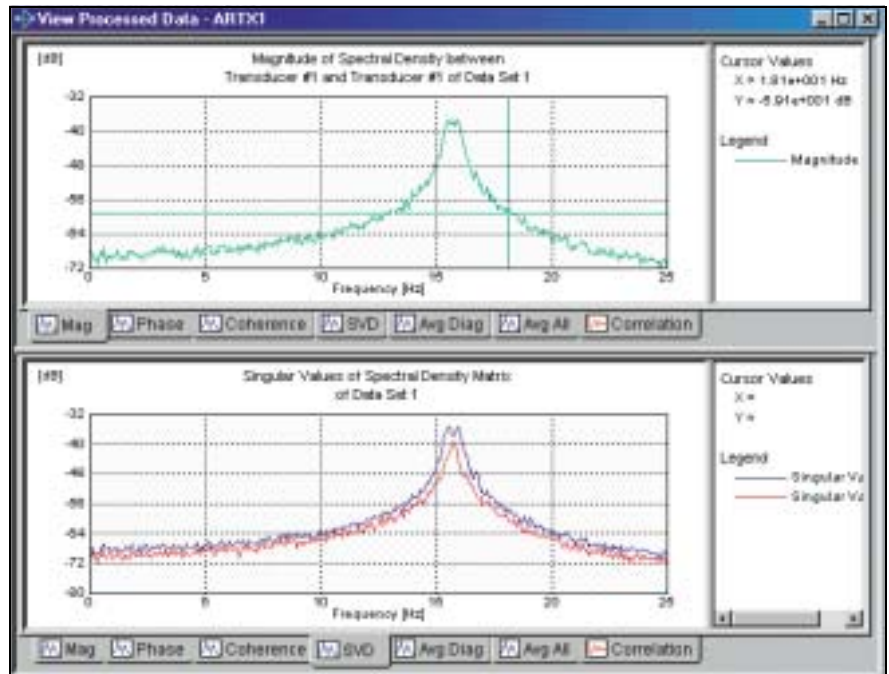 View Processed Data - ARTX1
[dB]
Magnitude of Spectral Density between
Transducer #1 and Transducer #1 of Data Set 1
-32
-40
-48
-56
-64
-72
0
5
10
15
20
25
Frequency [Hz]
Cursor Values
X = 1.81e+001 Hz
Y = -5.91e+001 dB
Legend
Magnitude
Mag
Phase
Coherence
SVD
Avg Diag
Avg All
Correlation
[dB]
Singular Values of Spectral Density Matrix
of Data Set 1
-32
-40
-48
-56
-64
-72
-80
0
5
10
15
20
25
Frequency [Hz]
Cursor Values
X =
Y =
Legend
Singular Va
Singular Va
Mag
Phase
Coherence
SVD
Avg Diag
Avg All
Correlation